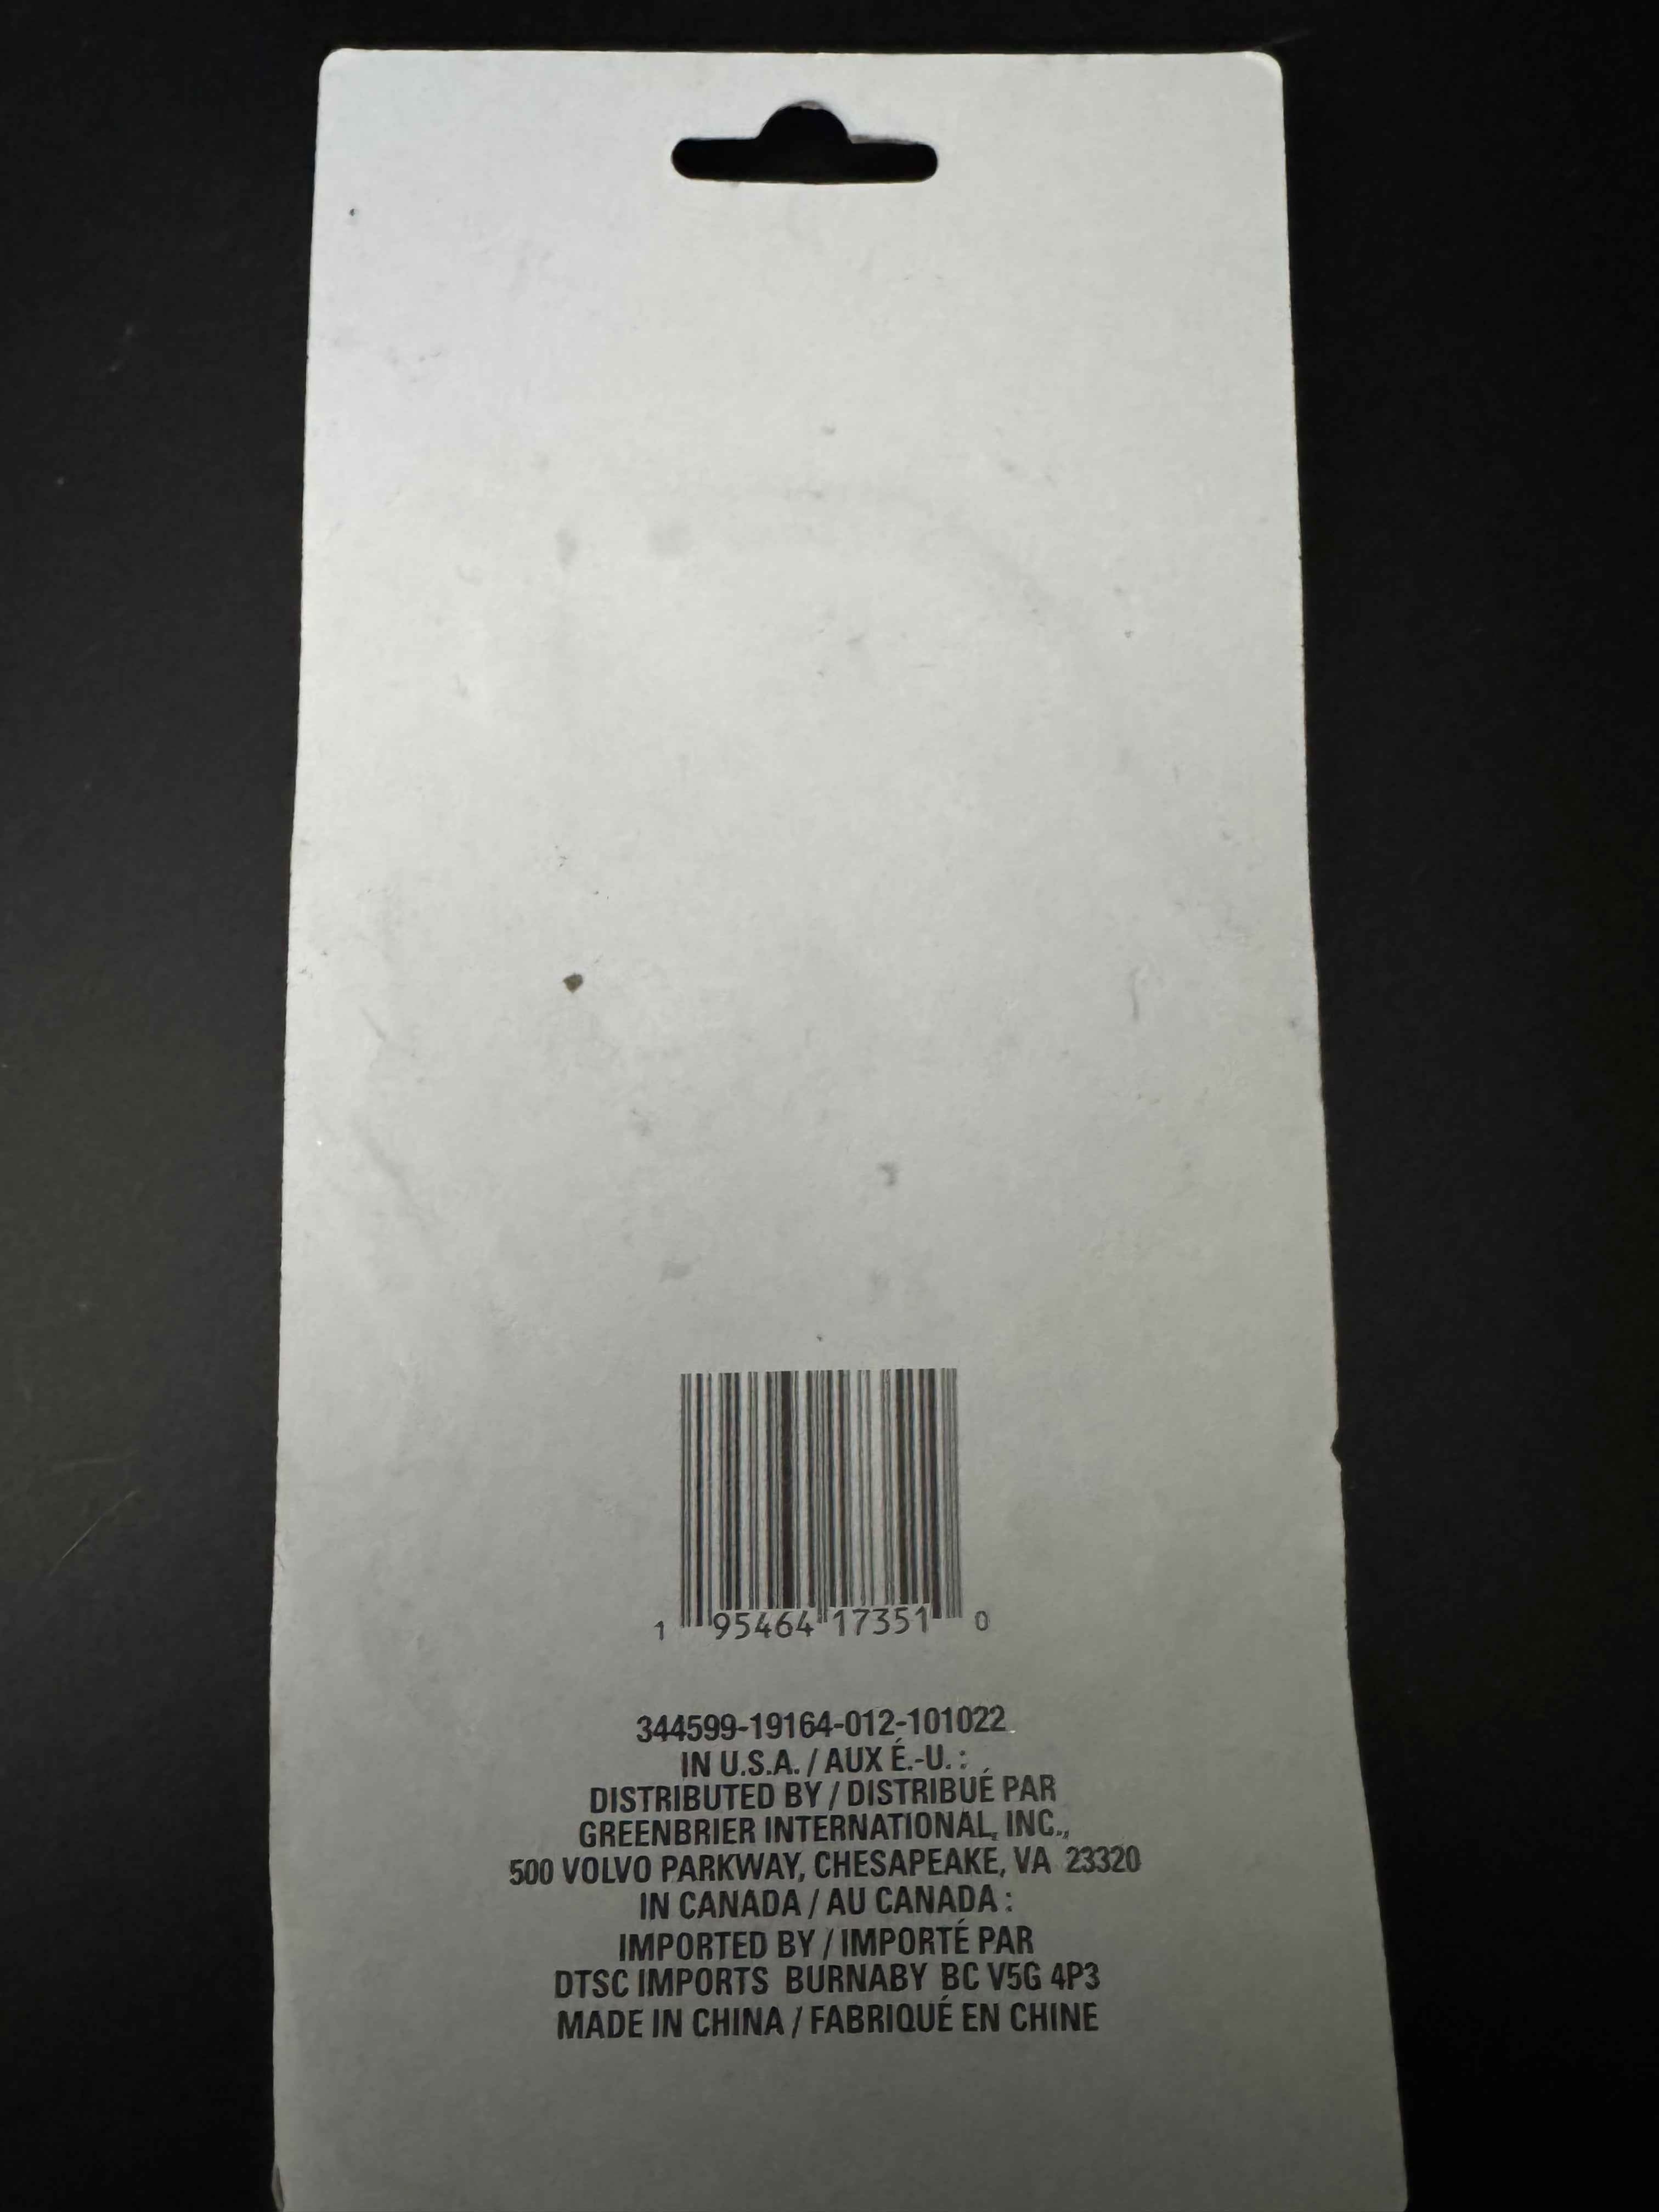 1 95464 17351 0
344599-19164-012-101022
IN U.S.A. / AUX É.-U. :
DISTRIBUTED BY / DISTRIBUÉ PAR
GREENBRIER INTERNATIONAL, INC.,
500 VOLVO PARKWAY, CHESAPEAKE, VA 23320
IN CANADA / AU CANADA :
IMPORTED BY / IMPORTÉ PAR
DTSC IMPORTS BURNABY BC V5G 4P3
MADE IN CHINA / FABRIQUÉ EN CHINE